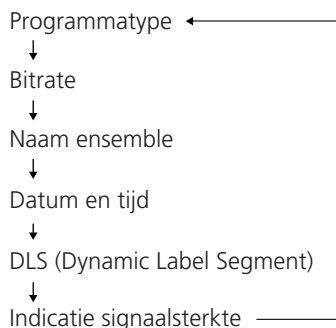 Programmatype
Bitrate
Naam ensemble
Datum en tijd
DLS (Dynamic Label Segment)
Indicatie signaalsterkte